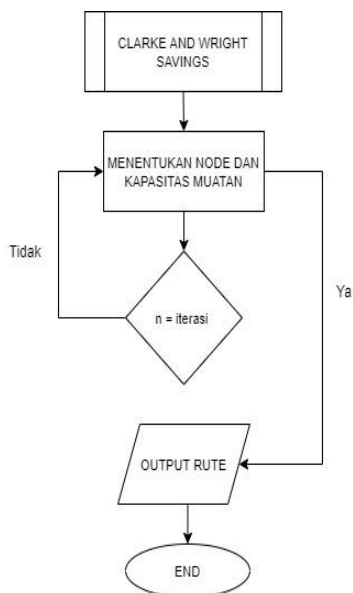 CLARKE AND WRIGHT
SAVINGS
MENENTUKAN NODE DAN
KAPASITAS MUATAN
Tidak
n = iterasi
Ya
OUTPUT RUTE
END